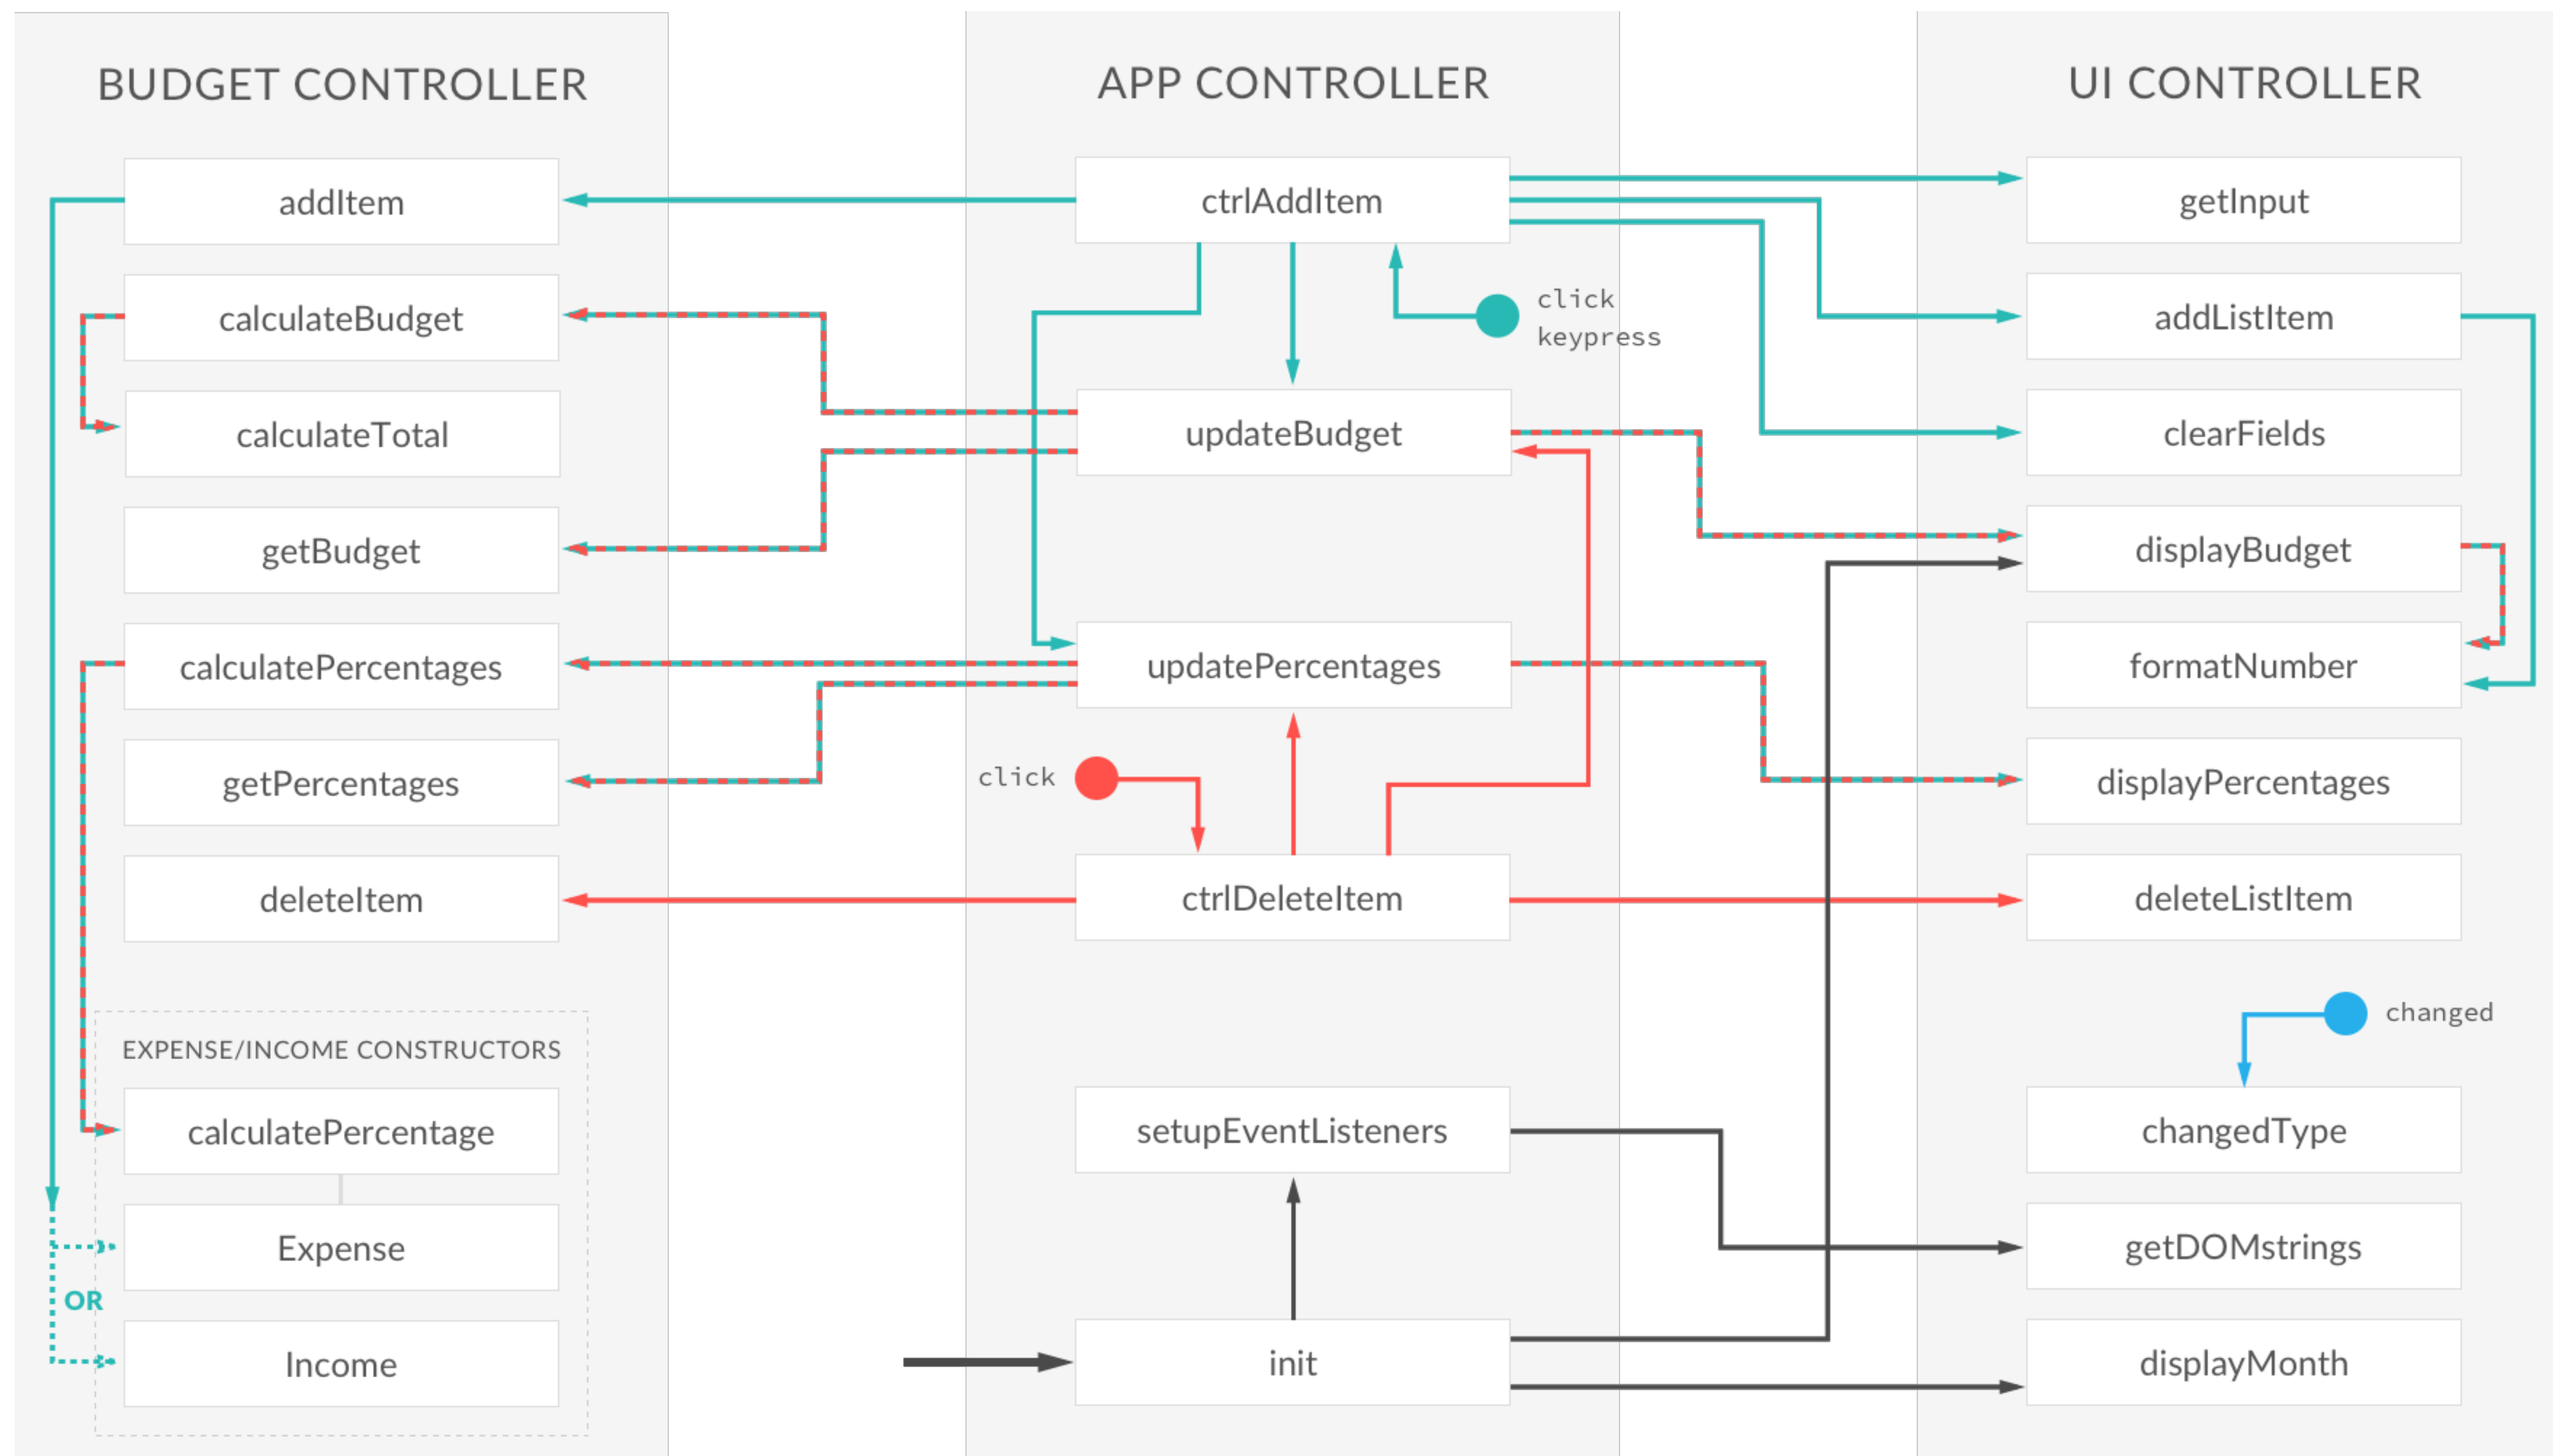 BUDGET CONTROLLER
addItem
calculateBudget
calculateTotal
getBudget
calculatePercentages
getPercentages
deleteItem
EXPENSE/INCOME CONSTRUCTORS
calculatePercentage
Expense
OR
Income
APP CONTROLLER
ctrlAddItem
click
keypress
updateBudget
updatePercentages
click
ctrlDeleteItem
setupEventListeners
init
UI CONTROLLER
getInput
addListItem
clearFields
displayBudget
formatNumber
displayPercentages
deleteListItem
changed
changedType
getDOMstrings
displayMonth